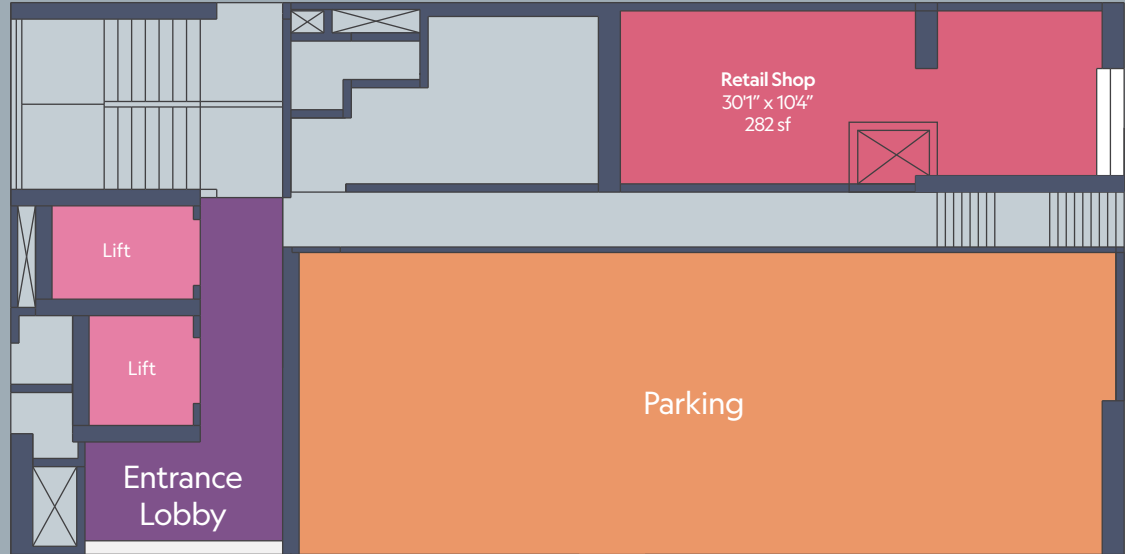 Retail Shop
30'1” x 10'4”
282 sf
Lift
Lift
Parking
Entrance
Lobby